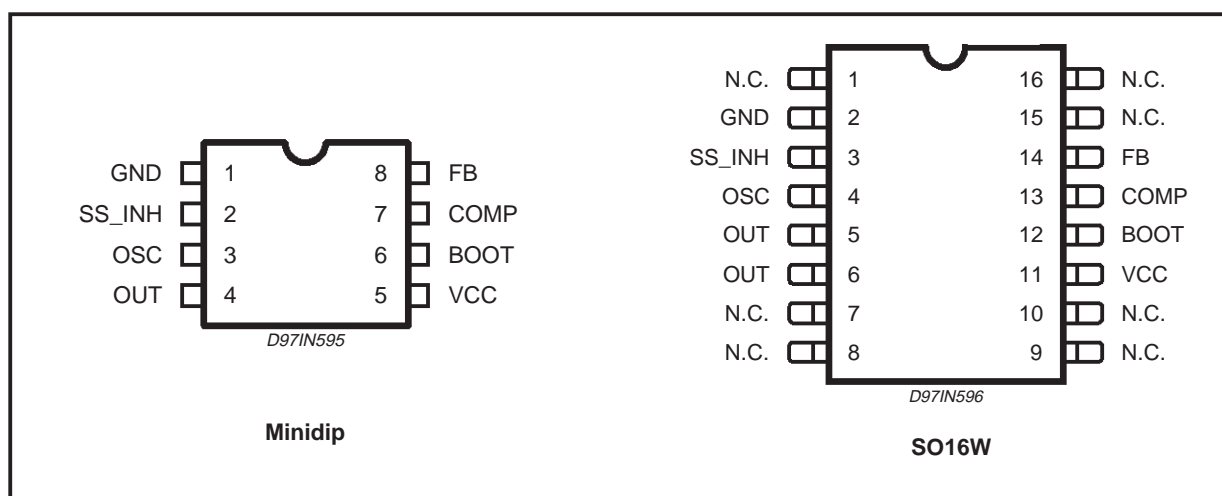 GND 1 8 FB
SS_INH 2 7 COMP
OSC 3 6 BOOT
OUT 4 5 VCC
D97IN595
Minidip
N.C. 1 16 N.C.
GND 2 15 N.C.
SS_INH 3 14 FB
OSC 4 13 COMP
OUT 5 12 BOOT
OUT 6 11 VCC
N.C. 7 10 N.C.
N.C. 8 9 N.C.
D97IN596
SO16W